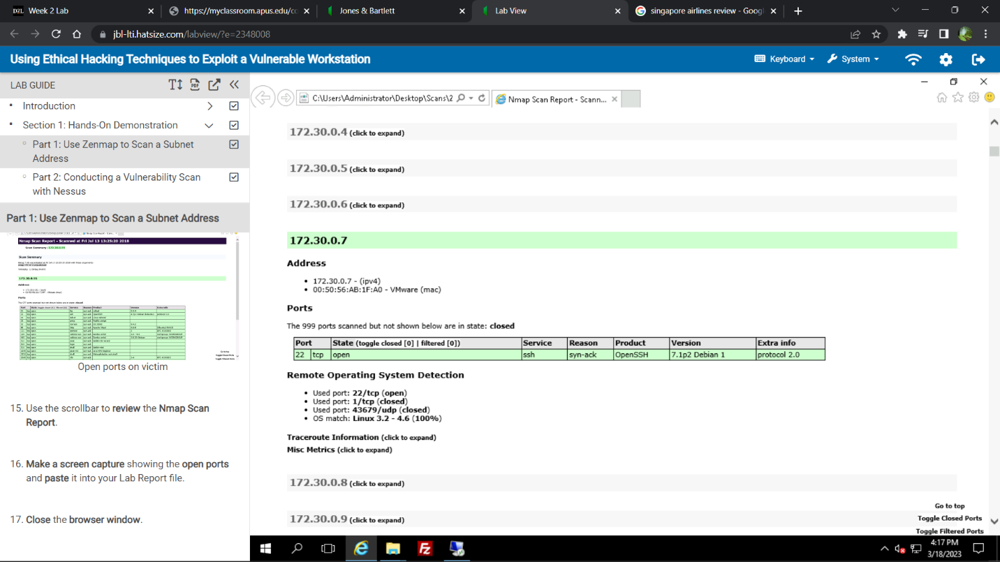 D2L Week 2 Lab
https://myclassroom.apus.edu/co
Jones & Bartlett
Lab View
singapore airlines review - Googl
jbl-lti.hatsize.com/labview/?e=2348008
Using Ethical Hacking Techniques to Exploit a Vulnerable Workstation
Keyboard
System
LAB GUIDE
PDF
Introduction
Section 1: Hands-On Demonstration
Part 1: Use Zenmap to Scan a Subnet
Address
Part 2: Conducting a Vulnerability Scan
with Nessus
Part 1: Use Zenmap to Scan a Subnet Address
Nmap Scan Report - Scanned at Fri Jul 13 13:25:20 2018
Scan Summary
Address
Ports
Open ports on victim
15. Use the scrollbar to review the Nmap Scan
Report.
16. Make a screen capture showing the open ports
and paste it into your Lab Report file.
17. Close the browser window.
C:\Users\Administrator\Desktop\Scans\2
Nmap Scan Report - Scann...
172.30.0.4 (click to expand)
172.30.0.5 (click to expand)
172.30.0.6 (click to expand)
172.30.0.7
Address
• 172.30.0.7 - (ipv4)
• 00:50:56:AB:1F:A0 - VMware (mac)
Ports
The 999 ports scanned but not shown below are in state: closed
Port State (toggle closed [0] | filtered [0]) Service Reason Product Version Extra info
22 tcp open ssh syn-ack OpenSSH 7.1p2 Debian 1 protocol 2.0
Remote Operating System Detection
• Used port: 22/tcp (open)
• Used port: 1/tcp (closed)
• Used port: 43679/udp (closed)
• OS match: Linux 3.2 - 4.6 (100%)
Traceroute Information (click to expand)
Misc Metrics (click to expand)
172.30.0.8 (click to expand)
172.30.0.9 (click to expand)
Go to top
Toggle Closed Ports
Toggle Filtered Ports
4:17 PM
3/18/2023